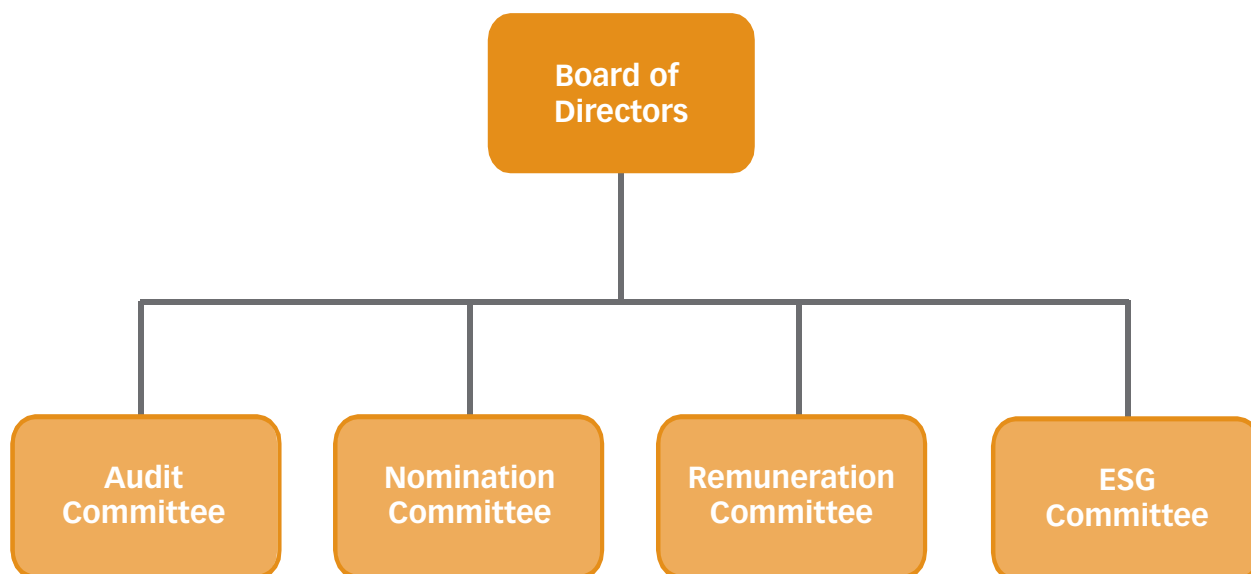 Board of
Directors
Audit
Committee
Nomination
Committee
Remuneration
Committee
ESG
Committee